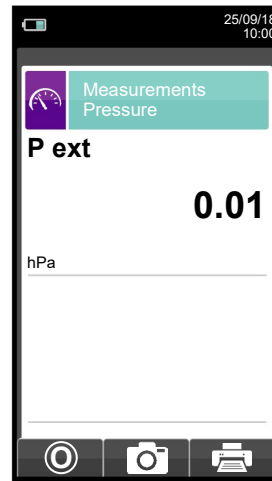 25/09/18
10:00
Measurements
Pressure
P ext
0.01
hPa
O